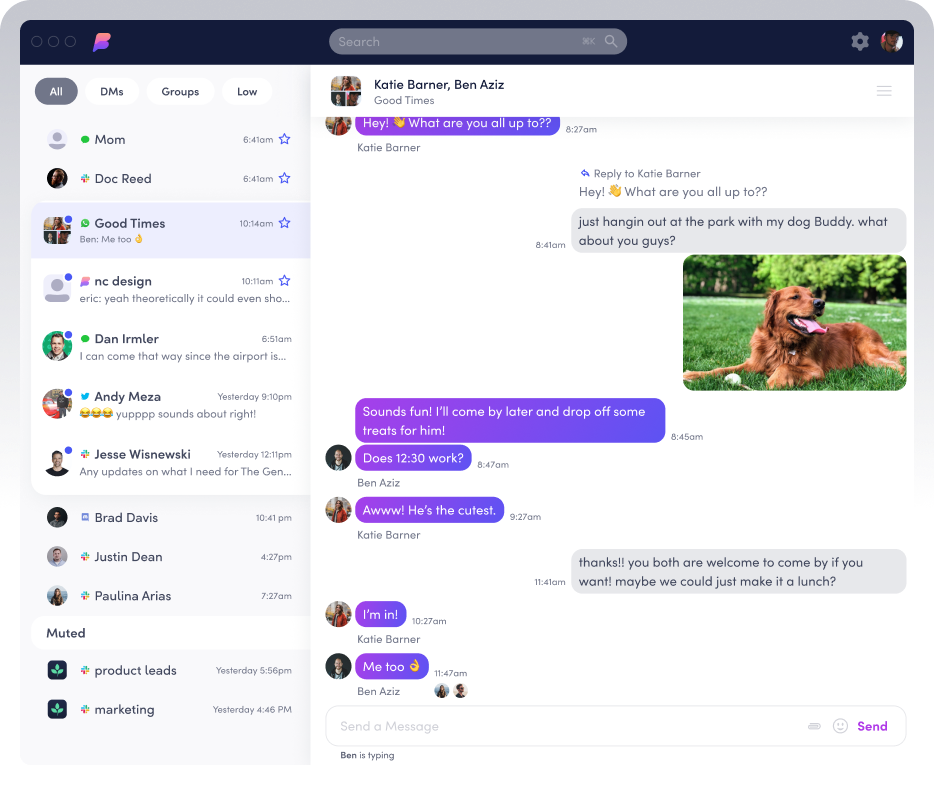 Search
⌘K
All
DMs
Groups
Low
Mom
6:41am
Doc Reed
6:41am
Good Times
10:14am
Ben: Me too 👌
nc design
10:11am
eric: yeah theoretically it could even sho...
Dan Irmler
6:51am
I can come that way since the airport is...
Andy Meza
Yesterday 9:10pm
😂😂😂 yupppp sounds about right!
Jesse Wisnewski
Yesterday 12:11pm
Any updates on what I need for The Gen...
Brad Davis
10:41 pm
Justin Dean
4:27pm
Paulina Arias
7:27am
Muted
product leads
Yesterday 5:56pm
marketing
Yesterday 4:46 PM
Katie Barner, Ben Aziz
Good Times
Hey! 👋 What are you all up to??
8:27am
Katie Barner
Reply to Katie Barner
Hey! 👋 What are you all up to??
just hangin out at the park with my dog Buddy. what
about you guys?
8:41am
Sounds fun! I'll come by later and drop off some
treats for him!
8:45am
Does 12:30 work?
8:47am
Ben Aziz
Awww! He's the cutest.
9:27am
Katie Barner
thanks!! you both are welcome to come by if you
want! maybe we could just make it a lunch?
11:41am
I'm in!
10:27am
Katie Barner
Me too 👌
11:47am
Ben Aziz
Send a Message
Send
Ben is typing